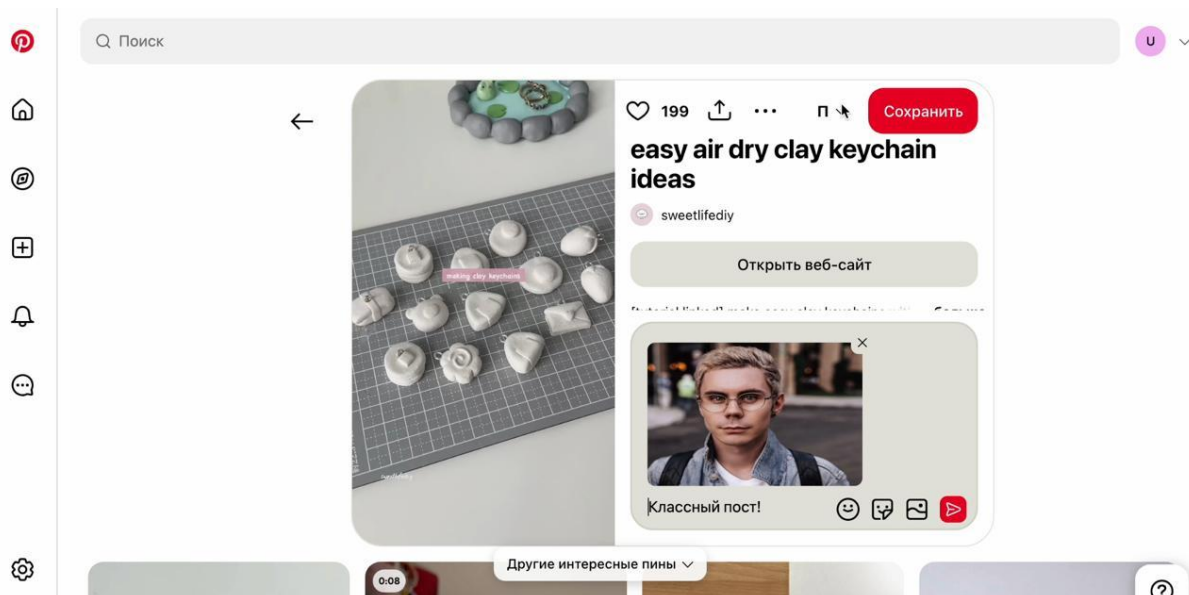 Поиск
U
199
П
Сохранить
easy air dry clay keychain
ideas
sweetlifediy
Открыть веб-сайт
making clay keychains
Классный пост!
Другие интересные пины
0:08